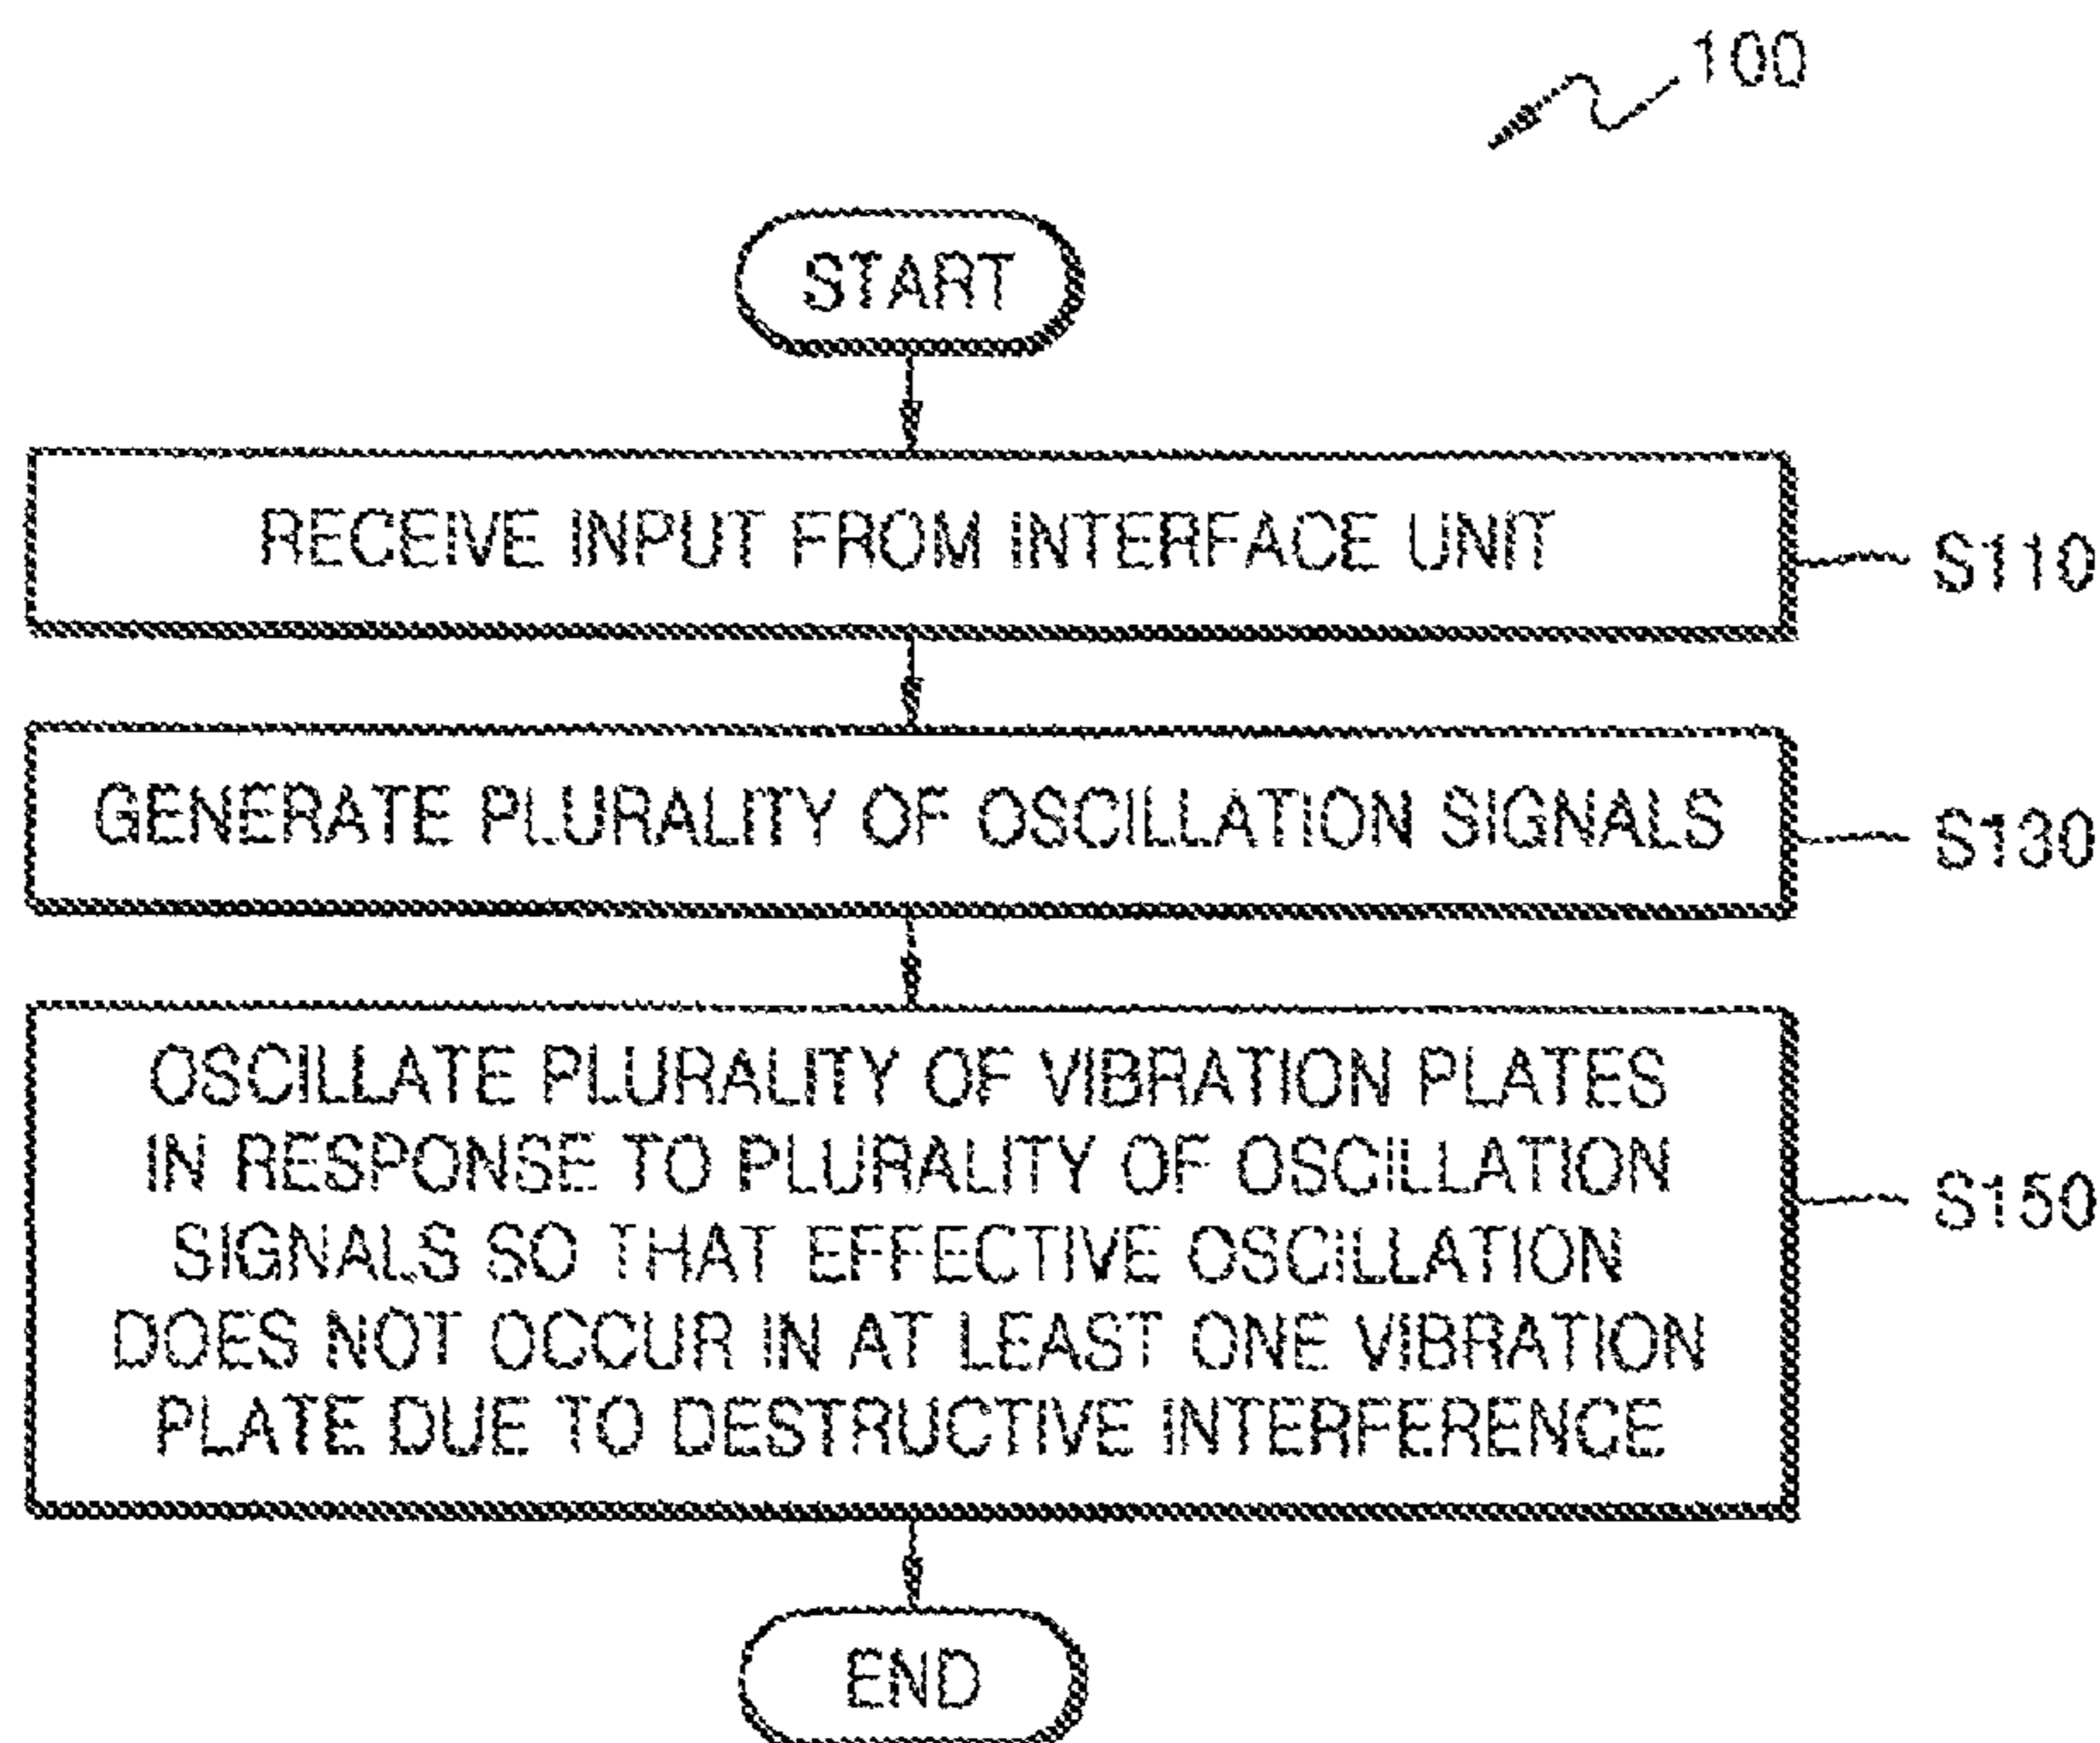 100
START
RECEIVE INPUT FROM INTERFACE UNIT
S110
GENERATE PLURALITY OF OSCILLATION SIGNALS
S130
OSCILLATE PLURALITY OF VIBRATION PLATES
IN RESPONSE TO PLURALITY OF OSCILLATION
SIGNALS SO THAT EFFECTIVE OSCILLATION
DOES NOT OCCUR IN AT LEAST ONE VIBRATION
PLATE DUE TO DESTRUCTIVE INTERFERENCE
S150
END